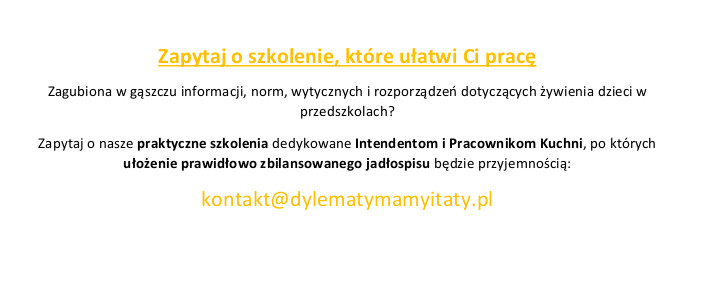 Zapytaj o szkolenie, które ułatwi Ci pracę
Zagubiona w gąszczu informacji, norm, wytycznych i rozporządzeń dotyczących żywienia dzieci w
przedszkolach?
Zapytaj o nasze praktyczne szkolenia dedykowane Intendentom i Pracownikom Kuchni, po których
ułożenie prawidłowo zbilansowanego jadłospisu będzie przyjemnością:
kontakt@dylematymamyitaty.pl